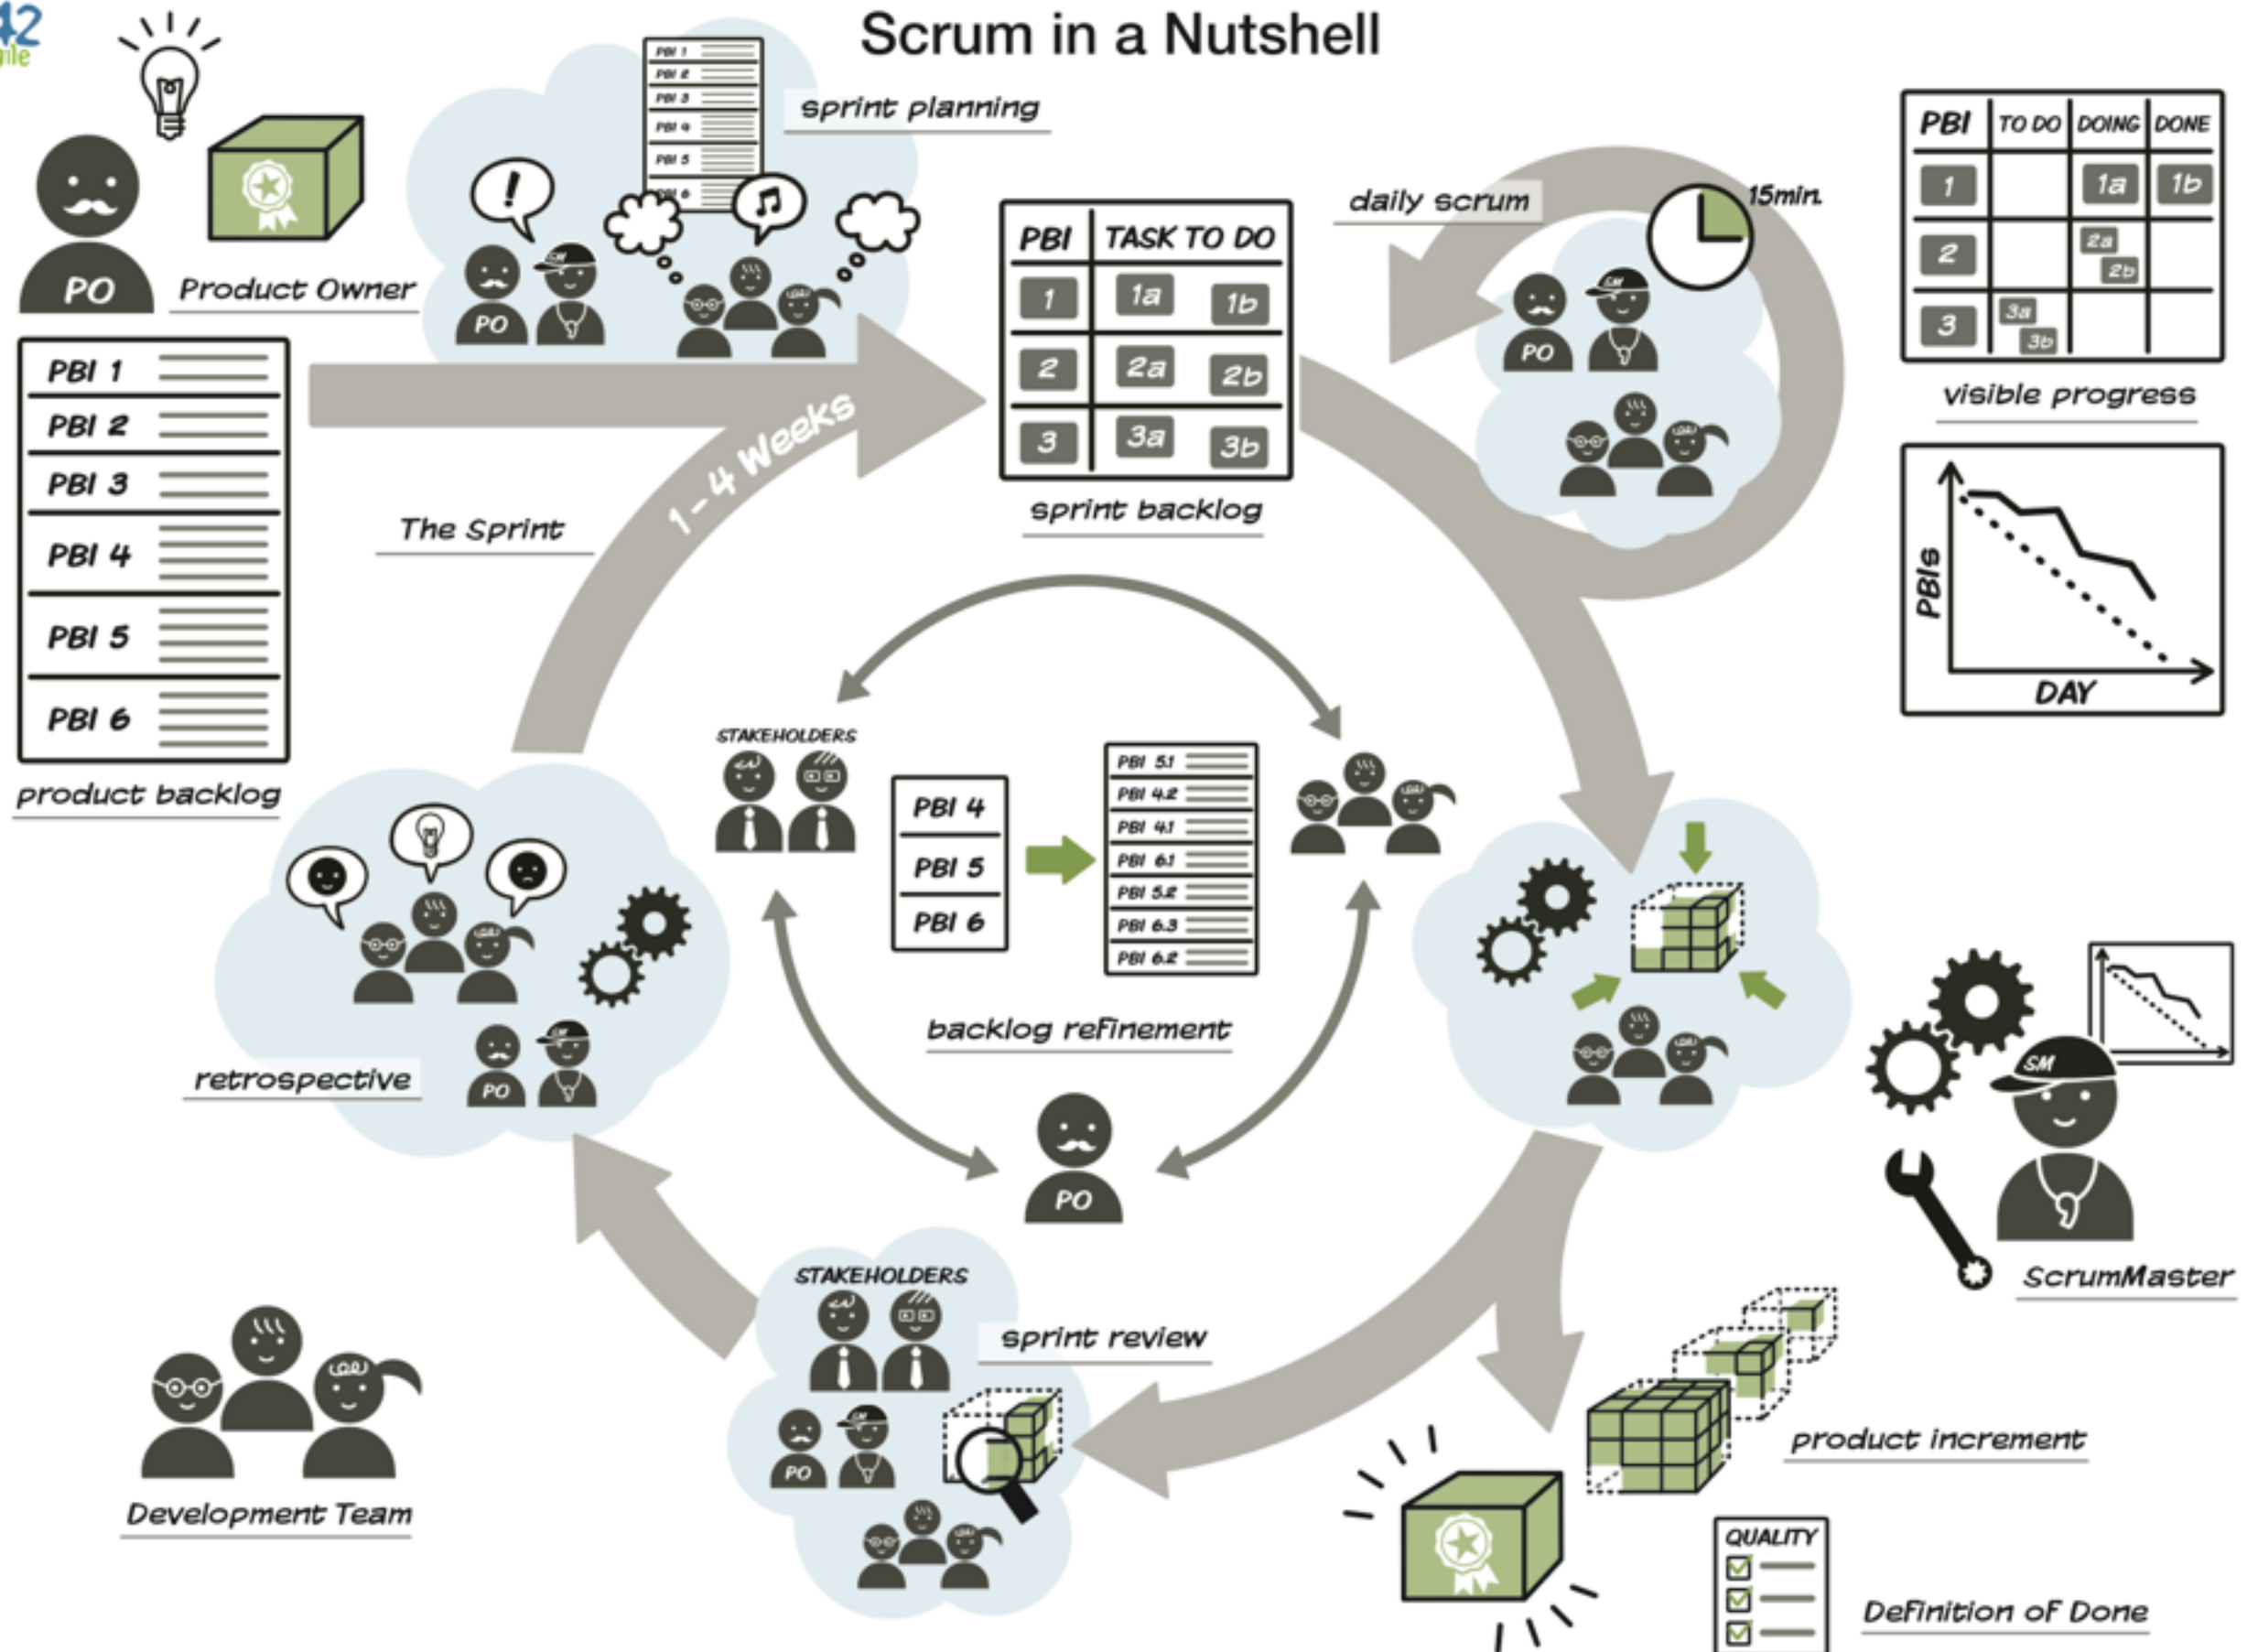 Scrum in a Nutshell
42
PO
Product Owner
PBI 1
PBI 2
PBI 3
PBI 4
PBI 5
PBI 6
product backlog
PBI 1
PBI 2
PBI 3
PBI 4
PBI 5
sprint planning
!
PO
SM
1-4 Weeks
The Sprint
PBI TASK TO DO
1 1a 1b
2 2a 2b
3 3a 3b
sprint backlog
daily scrum
15min.
PO
SM
PBI TO DO DOING DONE
1 1a 1b
2 2a 2b
3 3a 3b
visible progress
PBIs
DAY
STAKEHOLDERS
PBI 4
PBI 5
PBI 6
PBI 5.1
PBI 4.2
PBI 4.1
PBI 6.1
PBI 5.2
PBI 6.3
PBI 6.2
backlog refinement
PO
retrospective
PO
SM
SM
ScrumMaster
STAKEHOLDERS
sprint review
PO
SM
Development Team
product increment
QUALITY
Definition of Done